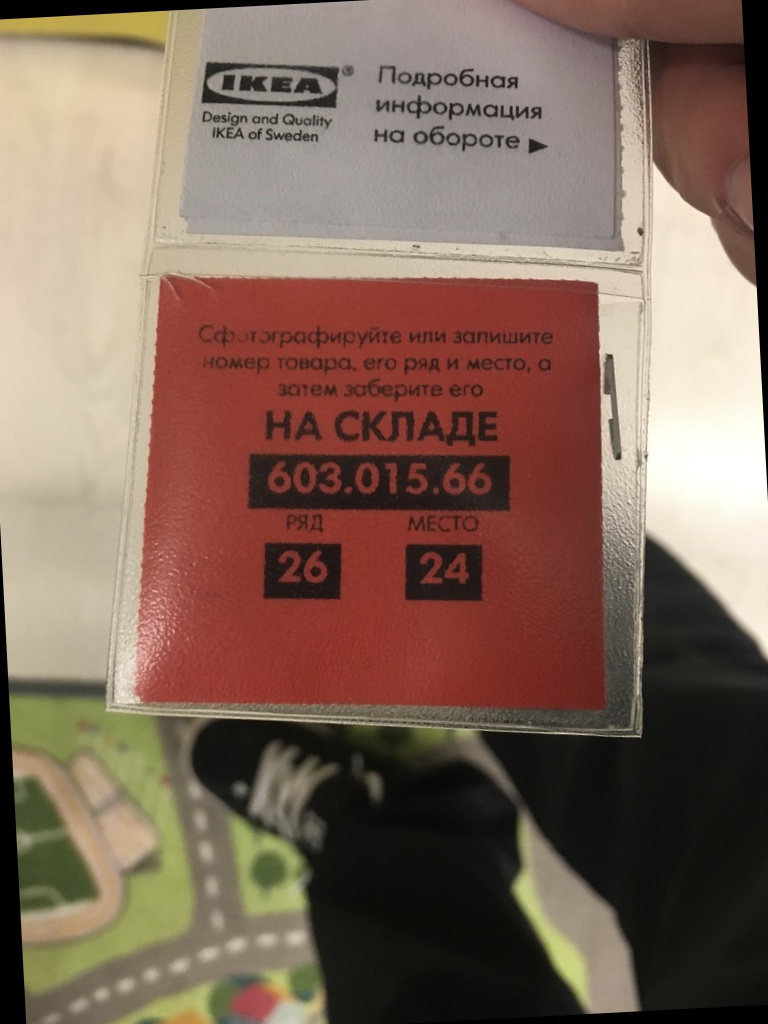 IKEA®
Design and Quality
IKEA of Sweden
Подробная
информация
на обороте ▶
Сфотографируйте или запишите
номер товара, его ряд и место, а
затем заберите его
НА СКЛАДЕ
603.015.66
РЯД МЕСТО
26 24